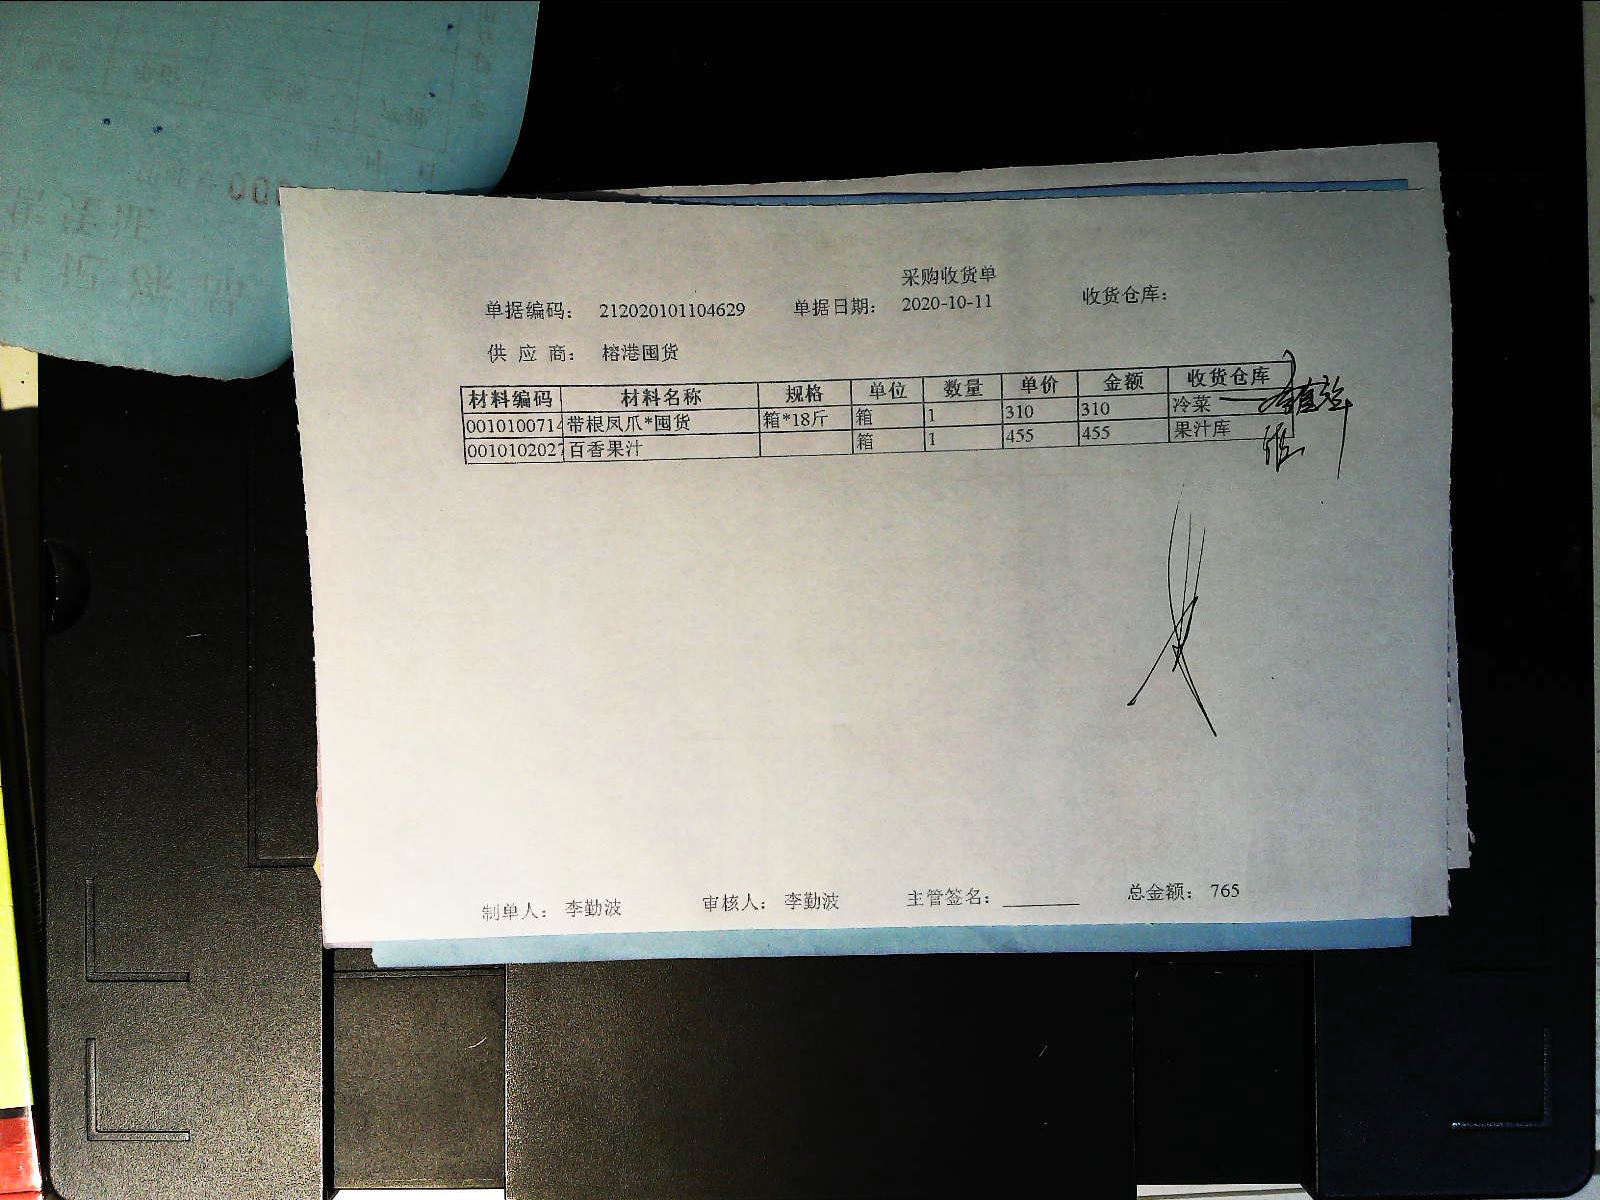 采购收货单
单据编码： 212020101104629 单据日期： 2020-10-11 收货仓库：
供 应 商： 榕港囤货
材料编码 材料名称 规格 单位 数量 单价 金额 收货仓库
0010100714 带根凤爪*囤货 箱*18斤 箱 1 310 310 冷菜
001010202 百香果汁 箱 1 455 455 果汁库
制单人： 李勤波 审核人： 李勤波 主管签名： 总金额： 765